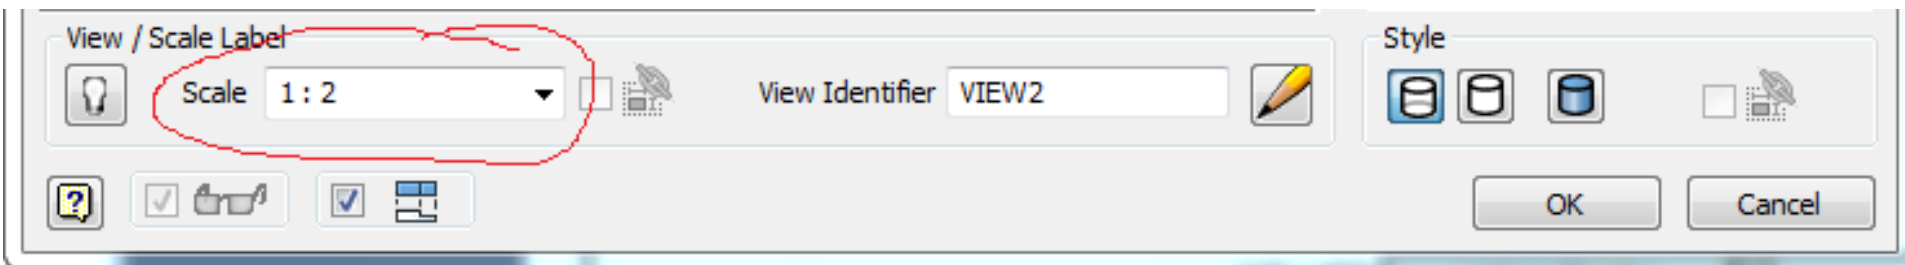 View / Scale Label
Style
Scale 1 : 2
View Identifier VIEW2
?
OK
Cancel